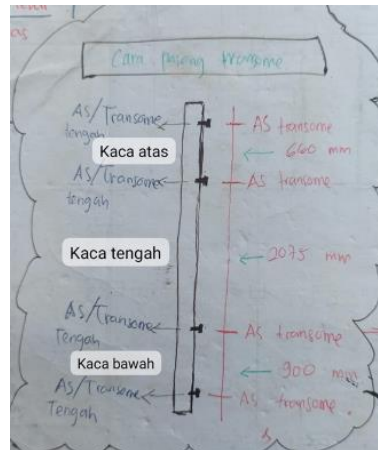 Cara pasang transome
AS/Transome
tengah
AS transome
Kaca atas
← 660 mm
AS/Transome
tengah
AS transome
Kaca tengah
← 2075 mm
AS/Transome
Tengah
AS transome
Kaca bawah
← 900 mm
AS/Transome
Tengah
AS transome.